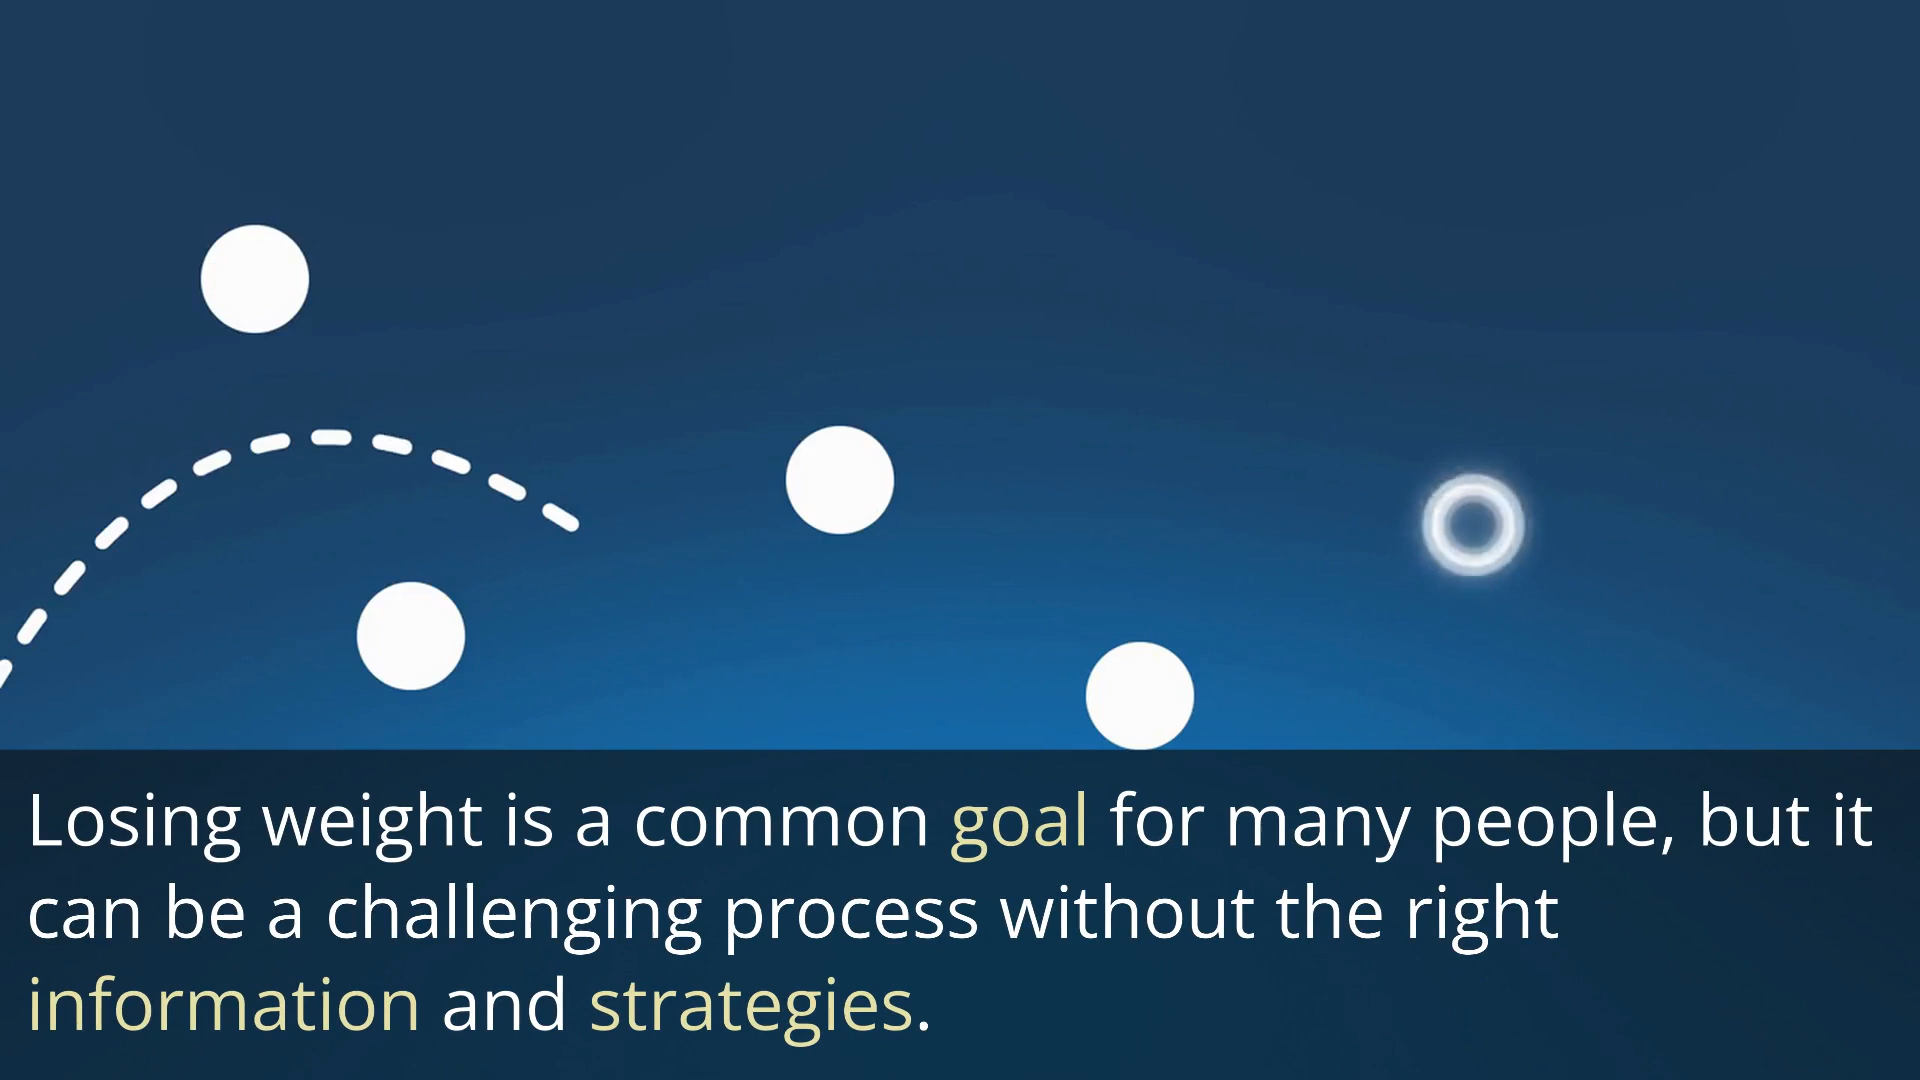 Losing weight is a common goal for many people, but it
can be a challenging process without the right
information and strategies.